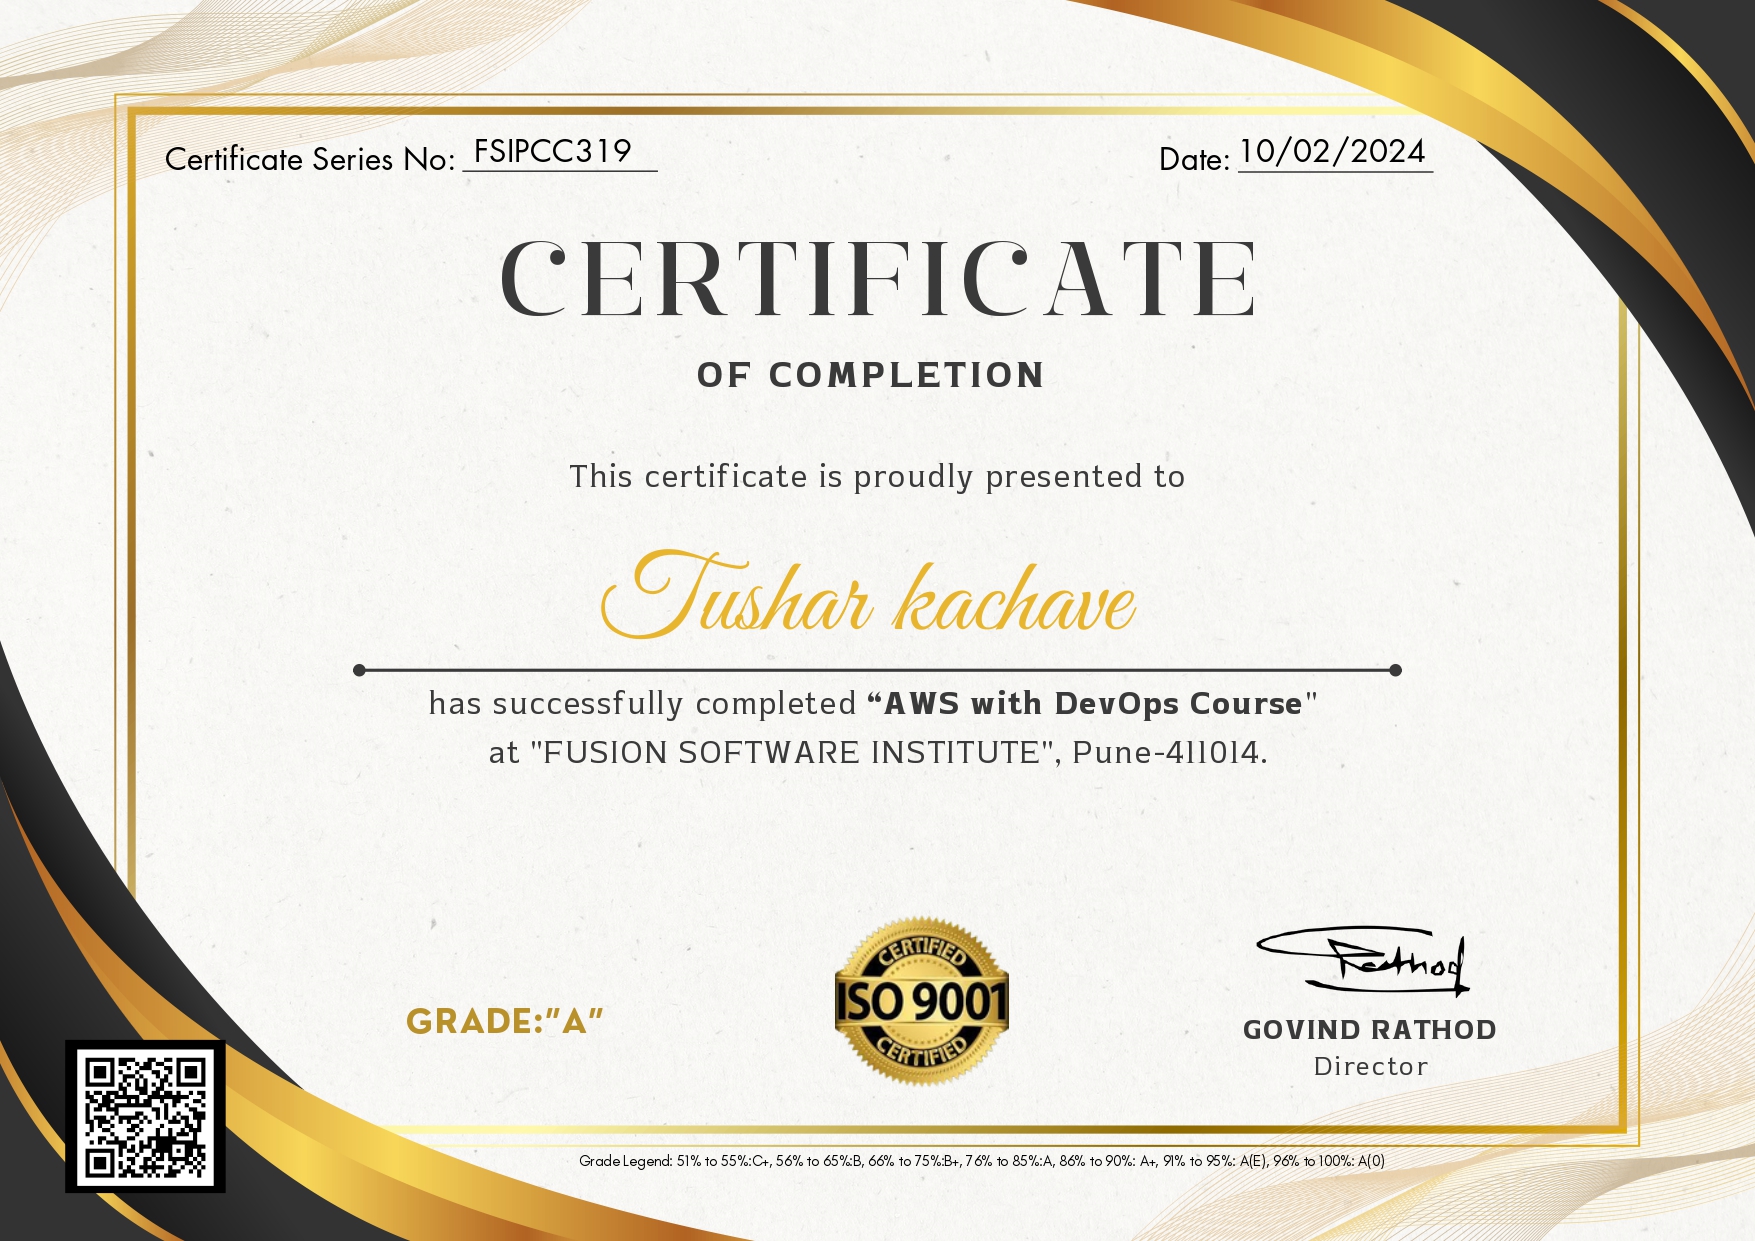 Certificate Series No: FSIPCC319
Date: 10/02/2024
CERTIFICATE
OF COMPLETION
This certificate is proudly presented to
Tushar kachave
has successfully completed “AWS with DevOps Course"
at "FUSION SOFTWARE INSTITUTE", Pune-411014.
GRADE:"A"
CERTIFIED
ISO 9001
CERTIFIED
Rathod
GOVIND RATHOD
Director
Grade Legend: 51% to 55%:C+, 56% to 65%:B, 66% to 75%:B+, 76% to 85%:A, 86% to 90%: A+, 91% to 95%: A(E), 96% to 100%: A(0)